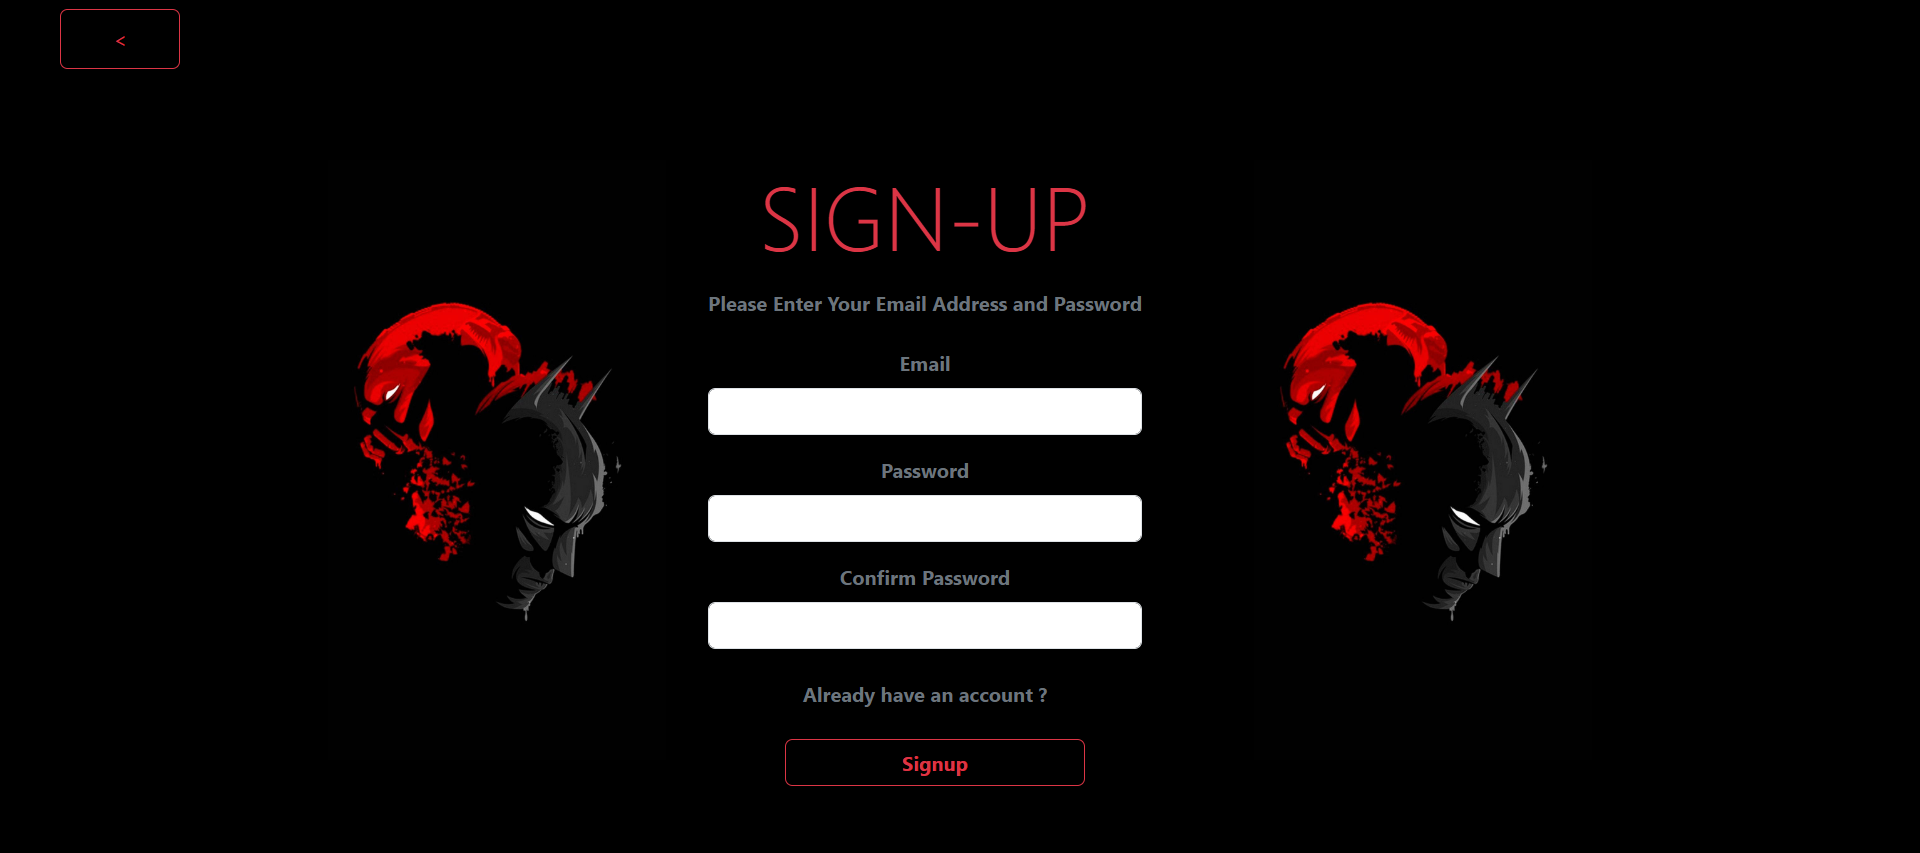 <
SIGN-UP
Please Enter Your Email Address and Password
Email
Password
Confirm Password
Already have an account ?
Signup